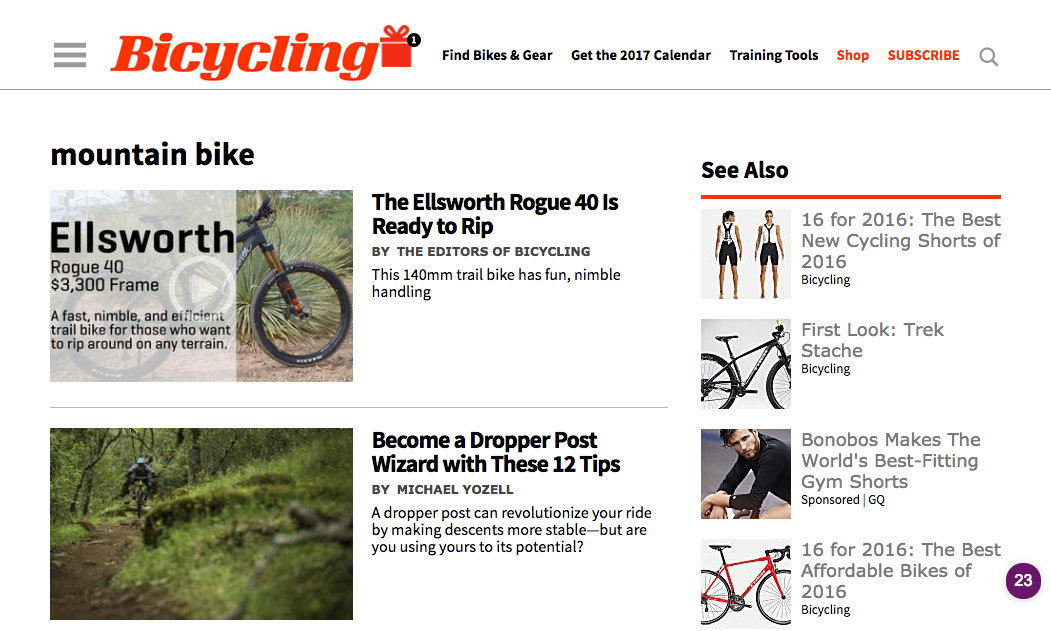 Bicycling
1
Find Bikes & Gear
Get the 2017 Calendar
Training Tools
Shop
SUBSCRIBE
mountain bike
Ellsworth
Rogue 40
$3,300 Frame
A fast, nimble, and efficient
trail bike for those who want
to rip around on any terrain.
The Ellsworth Rogue 40 Is
Ready to Rip
BY THE EDITORS OF BICYCLING
This 140mm trail bike has fun, nimble
handling
Become a Dropper Post
Wizard with These 12 Tips
BY MICHAEL YOZELL
A dropper post can revolutionize your ride
by making descents more stable—but are
you using yours to its potential?
See Also
16 for 2016: The Best
New Cycling Shorts of
2016
Bicycling
First Look: Trek
Stache
Bicycling
Bonobos Makes The
World's Best-Fitting
Gym Shorts
Sponsored | GQ
16 for 2016: The Best
Affordable Bikes of
2016
Bicycling
23